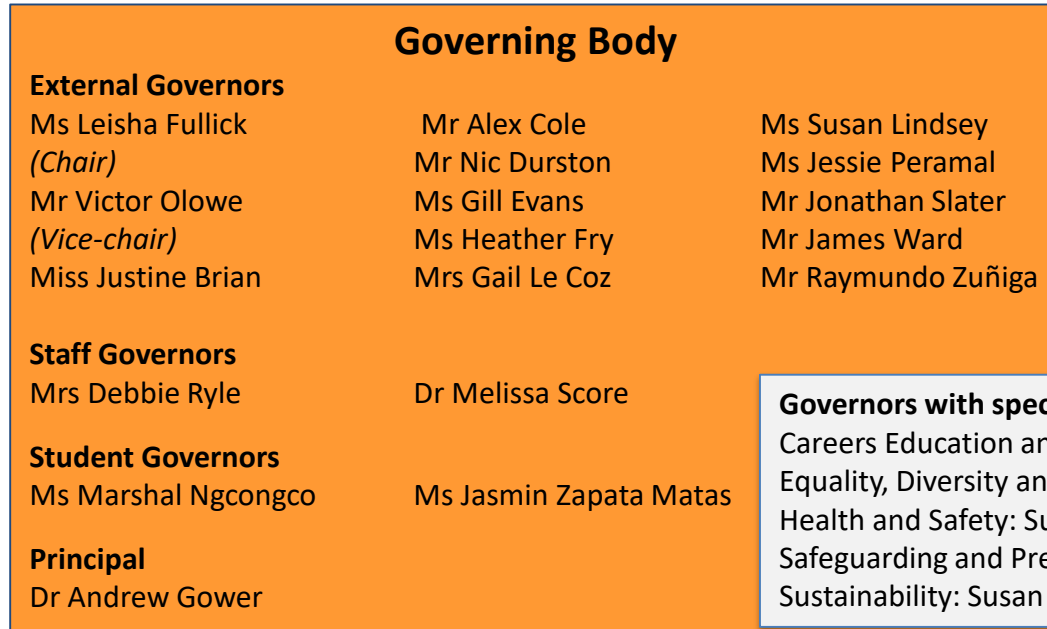 Governing Body
External Governors
Ms Leisha Fullick
(Chair)
Mr Victor Olowe
(Vice-chair)
Miss Justine Brian
Mr Alex Cole
Mr Nic Durston
Ms Gill Evans
Ms Heather Fry
Mrs Gail Le Coz
Ms Susan Lindsey
Ms Jessie Peramal
Mr Jonathan Slater
Mr James Ward
Mr Raymundo Zuñiga
Staff Governors
Mrs Debbie Ryle
Dr Melissa Score
Student Governors
Ms Marshal Ngcongco
Ms Jasmin Zapata Matas
Principal
Dr Andrew Gower
Governors with
Careers Education
Equality, Diversity
Health and Safety:
Safeguarding and
Sustainability: Susan